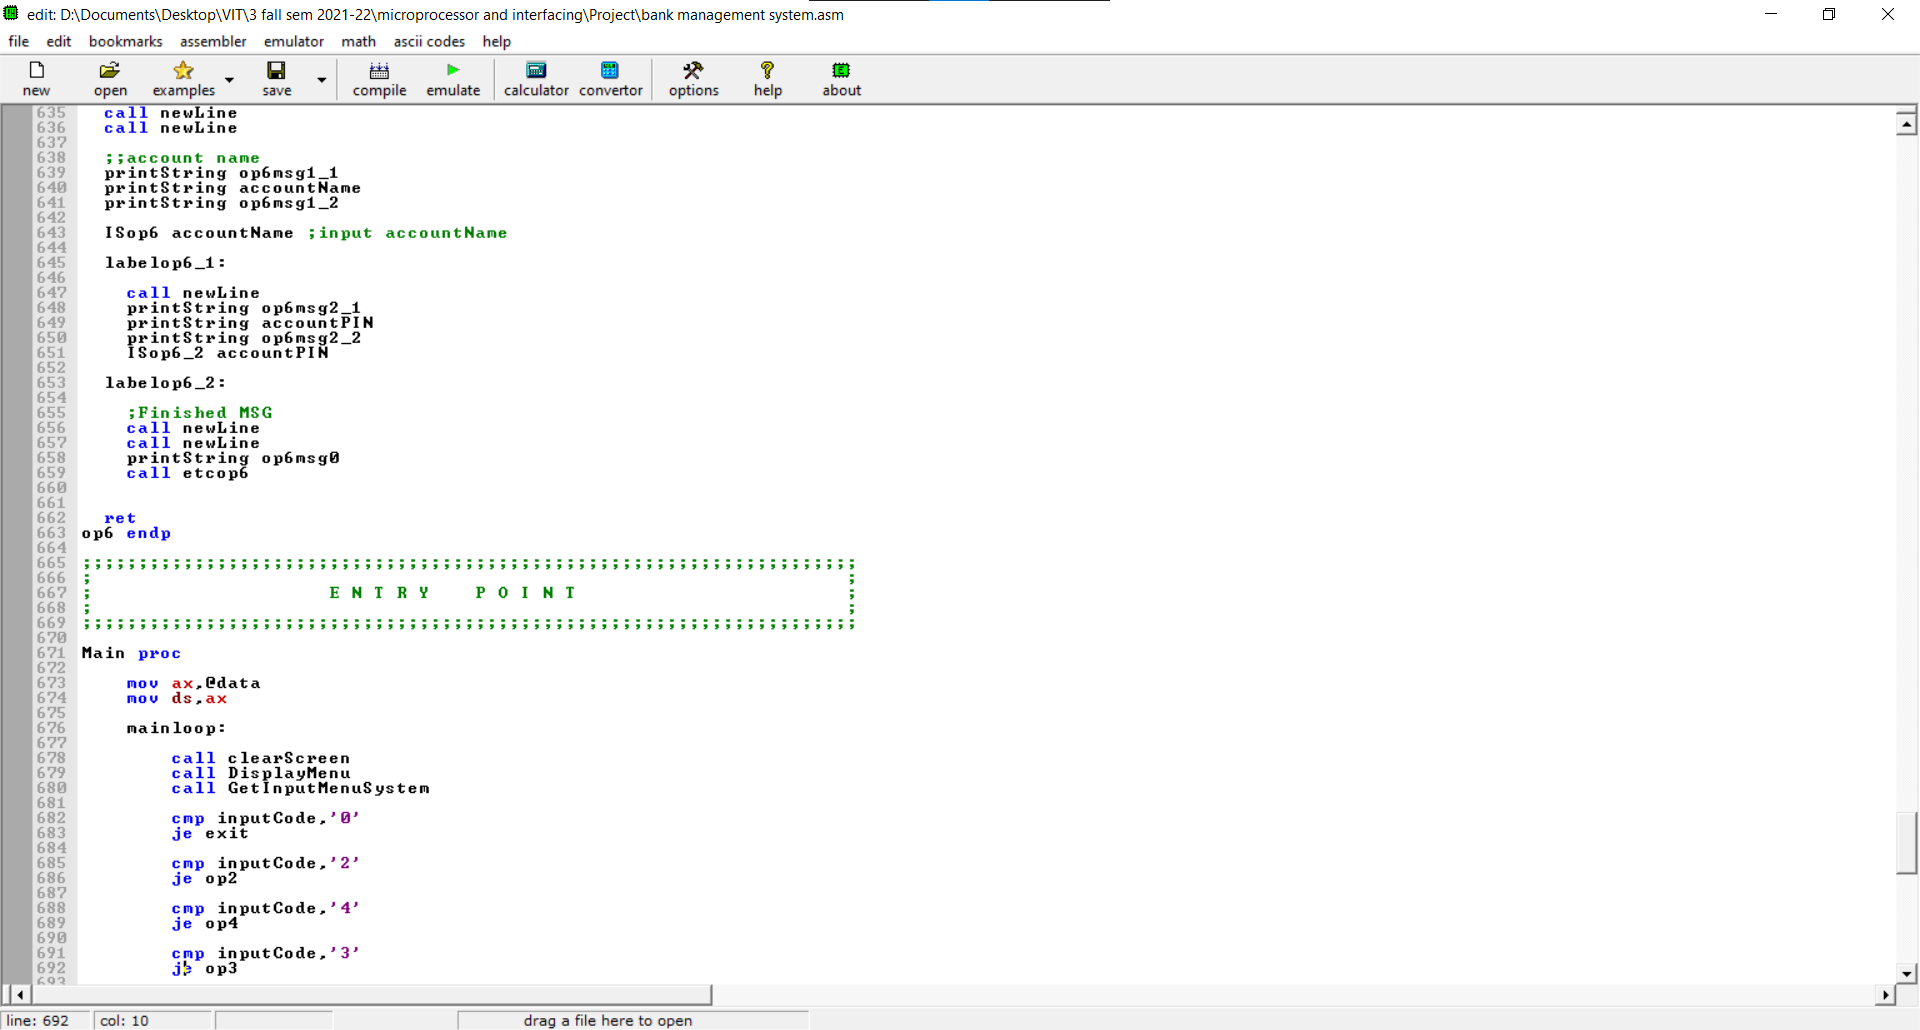 edit: D:\Documents\Desktop\VIT\3 fall sem 2021-22\microprocessor and interfacing\Project\bank management system.asm
file edit bookmarks assembler emulator math ascii codes help
new open examples save compile emulate calculator convertor options help about
635 call newLine
636 call newLine
637
638 ;;account name
639 printString op6msg1_1
640 printString accountName
641 printString op6msg1_2
642
643 ISop6 accountName ;input accountName
644
645 labelop6_1:
646
647 call newLine
648 printString op6msg2_1
649 printString accountPIN
650 printString op6msg2_2
651 ISop6_2 accountPIN
652
653 labelop6_2:
654
655 ;Finished MSG
656 call newLine
657 call newLine
658 printString op6msg0
659 call etcop6
660
661
662 ret
663 op6 endp
664
665 ;;;;;;;;;;;;;;;;;;;;;;;;;;;;;;;;;;;;;;;;;;;;;;;;;;;;;;;;;;;;;;;;;;;;;
666 ; ;
667 ; E N T R Y P O I N T ;
668 ; ;
669 ;;;;;;;;;;;;;;;;;;;;;;;;;;;;;;;;;;;;;;;;;;;;;;;;;;;;;;;;;;;;;;;;;;;;;
670
671 Main proc
672
673 mov ax,@data
674 mov ds,ax
675
676 mainloop:
677
678 call clearScreen
679 call DisplayMenu
680 call GetInputMenuSystem
681
682 cmp inputCode,'0'
683 je exit
684
685 cmp inputCode,'2'
686 je op2
687
688 cmp inputCode,'4'
689 je op4
690
691 cmp inputCode,'3'
692 je op3
693
line: 692 col: 10 drag a file here to open